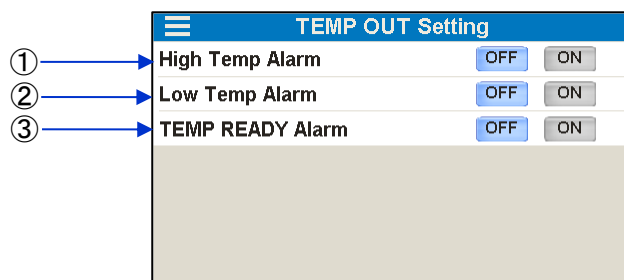 TEMP OUT Setting
① High Temp Alarm OFF ON
② Low Temp Alarm OFF ON
③ TEMP READY Alarm OFF ON